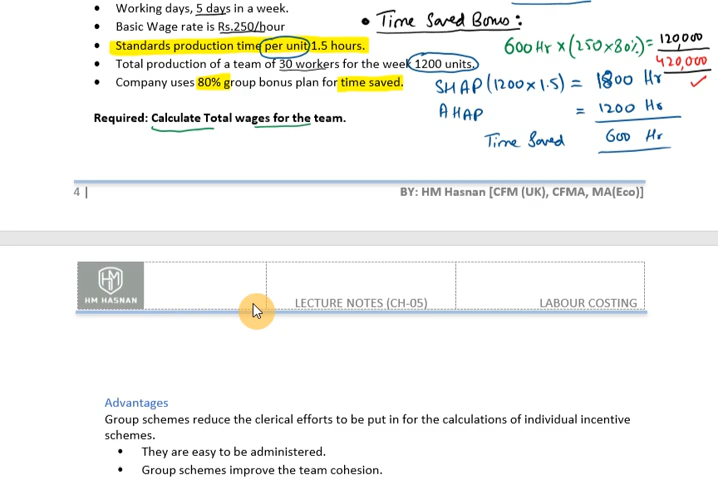 • Working days, 5 days in a week.
• Basic Wage rate is Rs.250/hour
• Standards production time per unit 1.5 hours.
• Total production of a team of 30 workers for the week 1200 units.
• Company uses 80% group bonus plan for time saved.
Required: Calculate Total wages for the team.
• Time Saved Bonus:
600 Hr x (250 x 80%) = 120,000
420,000
SHAP (1200 x 1.5) = 1800 Hr
AHAP = 1200 Hr
Time Saved 600 Hr
4 | BY: HM Hasnan [CFM (UK), CFMA, MA(Eco)]
HM HASNAN
LECTURE NOTES (CH-05)
LABOUR COSTING
Advantages
Group schemes reduce the clerical efforts to be put in for the calculations of individual incentive
schemes.
• They are easy to be administered.
• Group schemes improve the team cohesion.